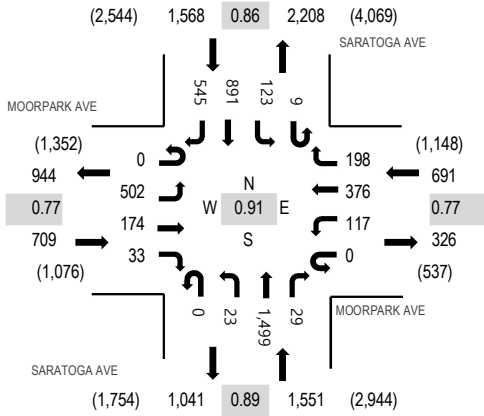 (2,544) 1,568 0.86 2,208 (4,069)
SARATOGA AVE
545 891 123 9
MOORPARK AVE
(1,352) 0 198 (1,148)
944 502 N 376 691
0.77 W 0.91 E 0.77
709 174 S 117 326
(1,076) 33 0 (537)
0 23 1,499 29
MOORPARK AVE
SARATOGA AVE
(1,754) 1,041 0.89 1,551 (2,944)